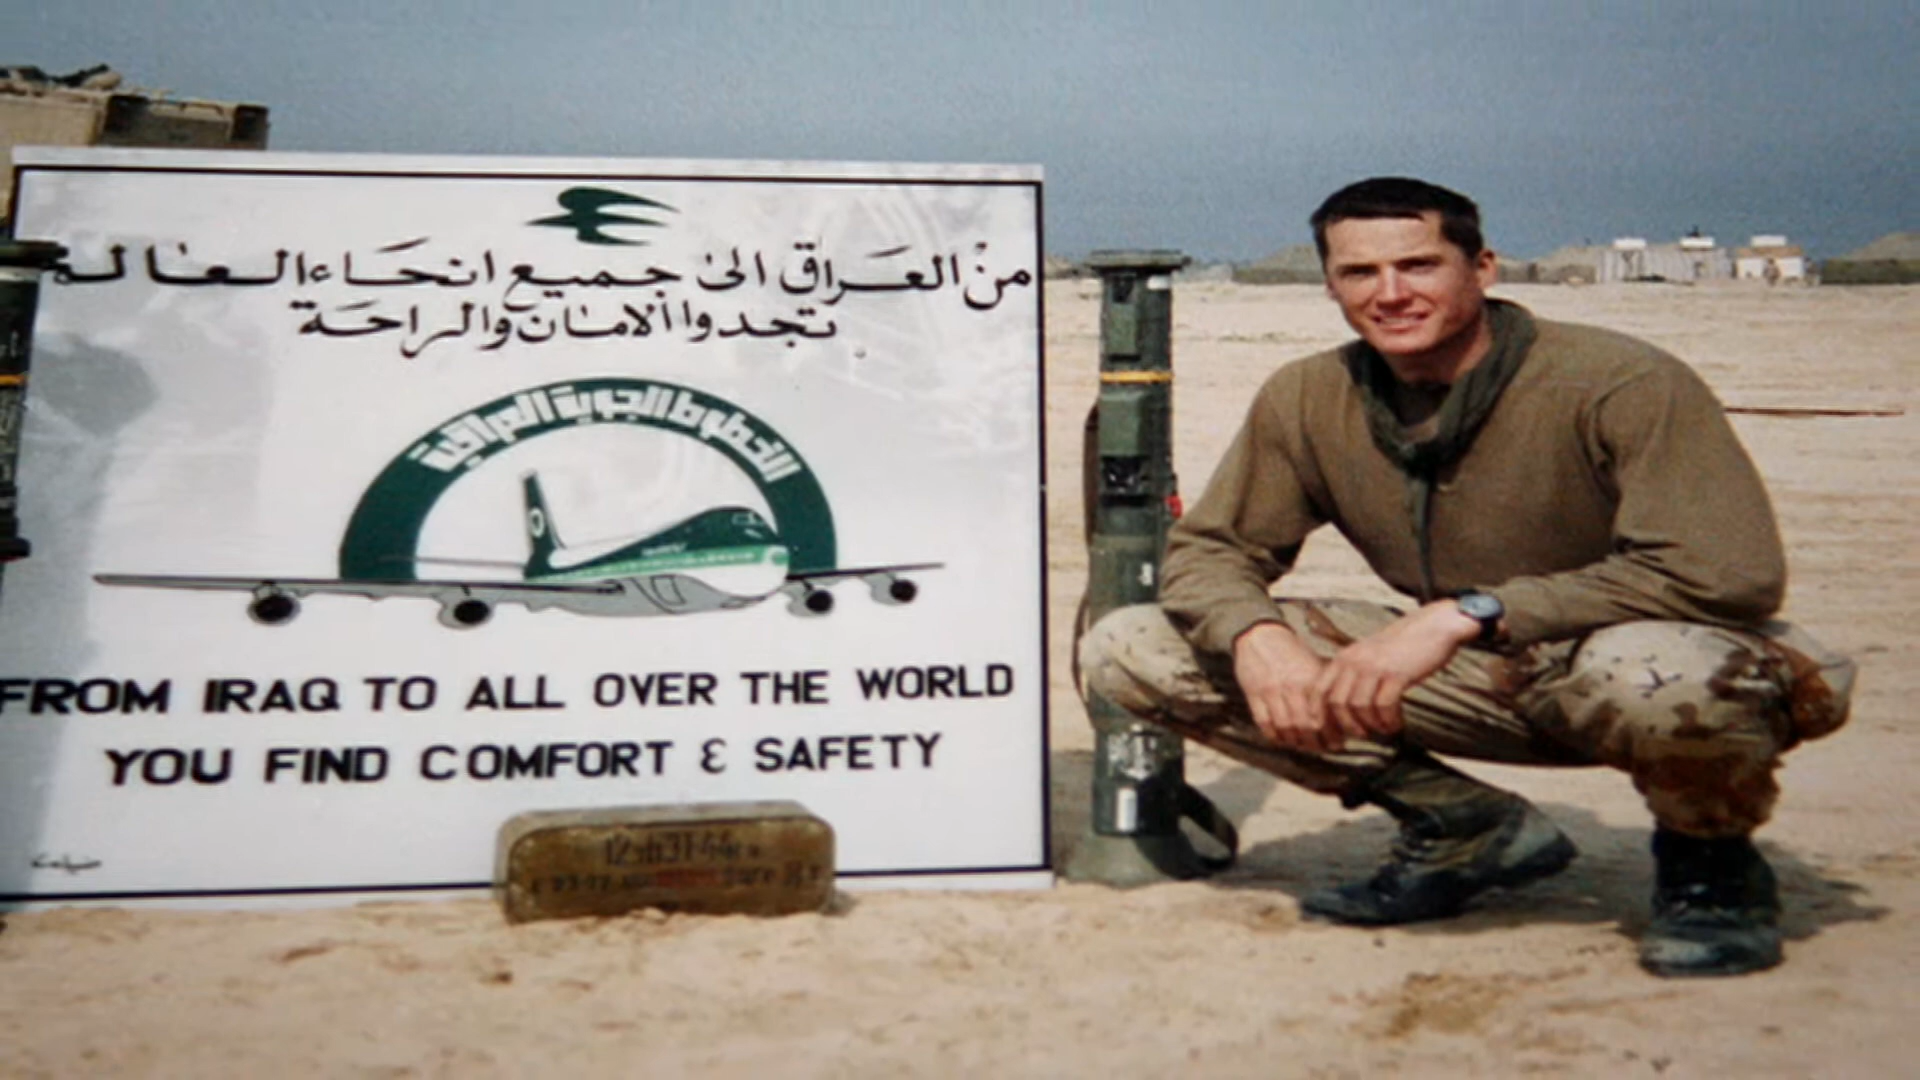 من العراق الى جميع انحاء العالم
تجدوا الامان والراحة
الخطوط الجوية العراقية
FROM IRAQ TO ALL OVER THE WORLD
YOU FIND COMFORT & SAFETY